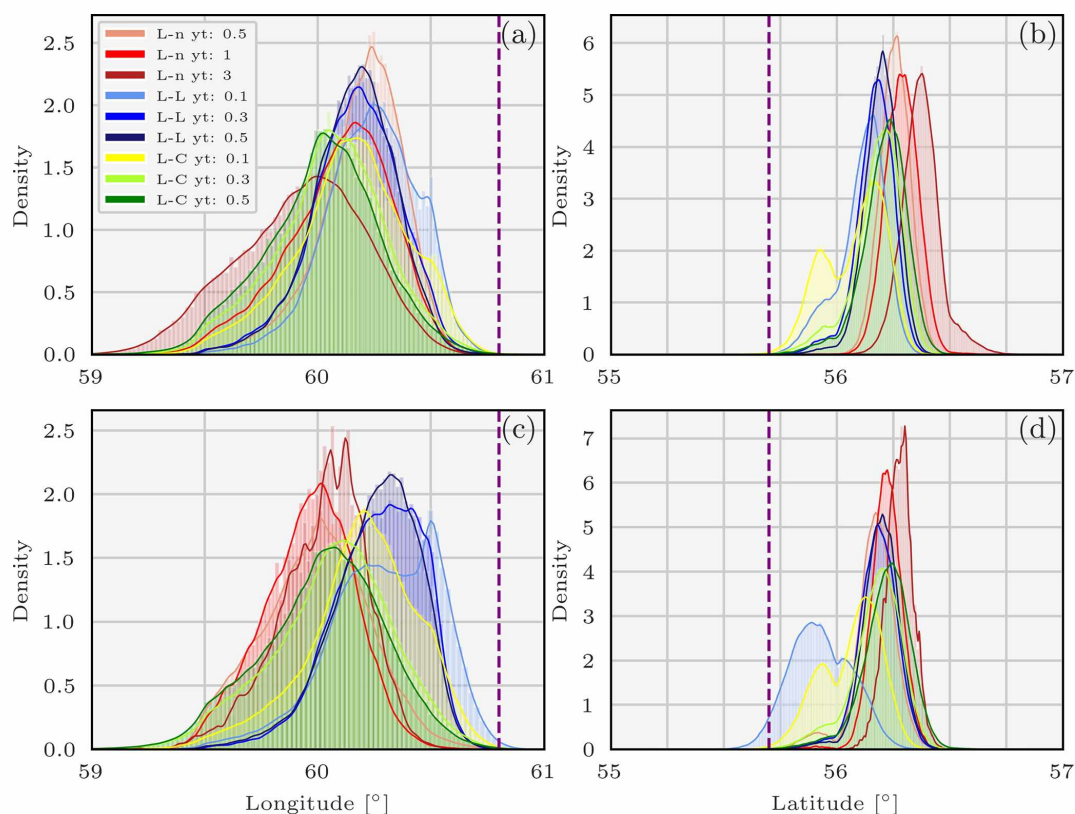 (a)
2.5
2.0
1.5
1.0
0.5
0.0
Density
L-n yt: 0.5
L-n yt: 1
L-n yt: 3
L-L yt: 0.1
L-L yt: 0.3
L-L yt: 0.5
L-C yt: 0.1
L-C yt: 0.3
L-C yt: 0.5
59
60
61
(b)
6
5
4
3
2
1
0
Density
55
56
57
(c)
2.5
2.0
1.5
1.0
0.5
0.0
Density
59
60
61
Longitude [°]
(d)
7
6
5
4
3
2
1
0
Density
55
56
57
Latitude [°]